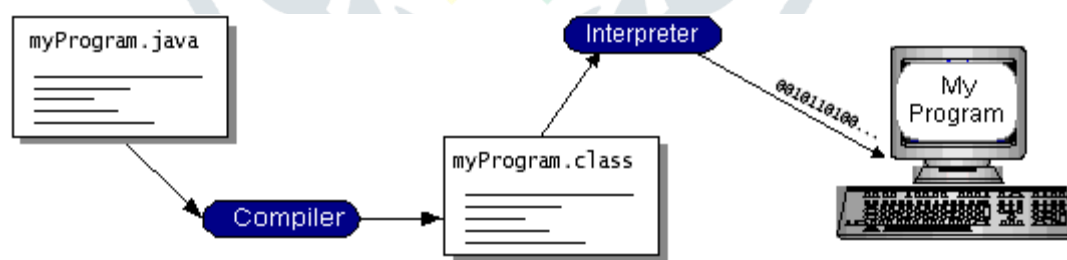 myProgram.java
Compiler
myProgram.class
Interpreter
0010110100...
My
Program